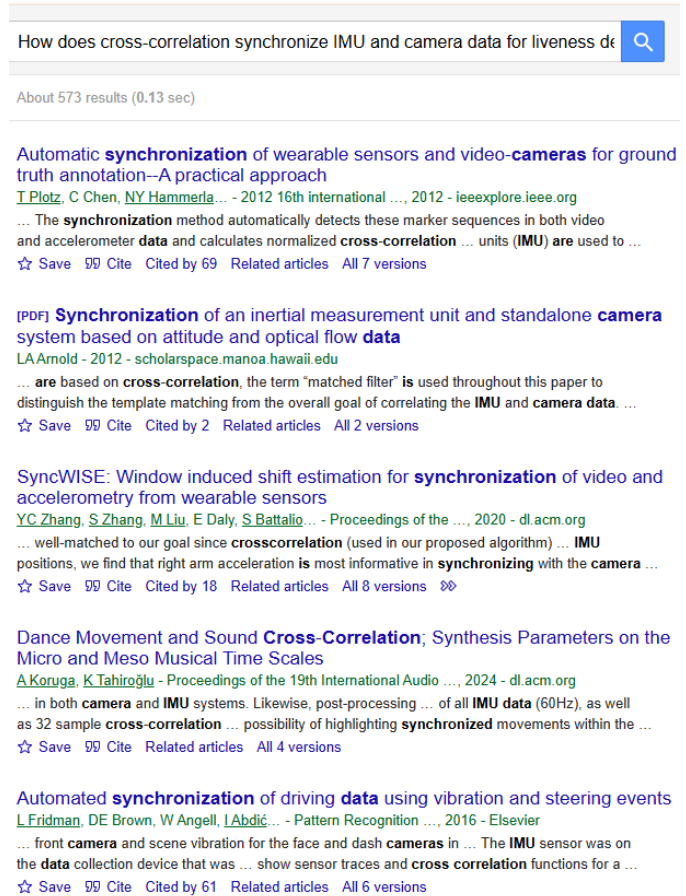 How does cross-correlation synchronize IMU and camera data for liveness de
About 573 results (0.13 sec)
Automatic synchronization of wearable sensors and video-cameras for ground
truth annotation--A practical approach
T Plotz, C Chen, NY Hammerla… - 2012 16th international …, 2012 - ieeexplore.ieee.org
… The synchronization method automatically detects these marker sequences in both video
and accelerometer data and calculates normalized cross-correlation … units (IMU) are used to …
Save Cite Cited by 69 Related articles All 7 versions
[PDF] Synchronization of an inertial measurement unit and standalone camera
system based on attitude and optical flow data
LA Arnold - 2012 - scholarspace.manoa.hawaii.edu
… are based on cross-correlation, the term “matched filter” is used throughout this paper to
distinguish the template matching from the overall goal of correlating the IMU and camera data. …
Save Cite Cited by 2 Related articles All 2 versions
SyncWISE: Window induced shift estimation for synchronization of video and
accelerometry from wearable sensors
YC Zhang, S Zhang, M Liu, E Daly, S Battalio… - Proceedings of the …, 2020 - dl.acm.org
… well-matched to our goal since crosscorrelation (used in our proposed algorithm) … IMU
positions, we find that right arm acceleration is most informative in synchronizing with the camera …
Save Cite Cited by 18 Related articles All 8 versions
Dance Movement and Sound Cross-Correlation; Synthesis Parameters on the
Micro and Meso Musical Time Scales
A Koruga, K Tahiroğlu - Proceedings of the 19th International Audio …, 2024 - dl.acm.org
… in both camera and IMU systems. Likewise, post-processing … of all IMU data (60Hz), as well
as 32 sample cross-correlation … possibility of highlighting synchronized movements within the …
Save Cite Related articles All 4 versions
Automated synchronization of driving data using vibration and steering events
L Fridman, DE Brown, W Angell, I Abdić… - Pattern Recognition …, 2016 - Elsevier
… front camera and scene vibration for the face and dash cameras in … The IMU sensor was on
the data collection device that was … show sensor traces and cross correlation functions for a …
Save Cite Cited by 61 Related articles All 6 versions